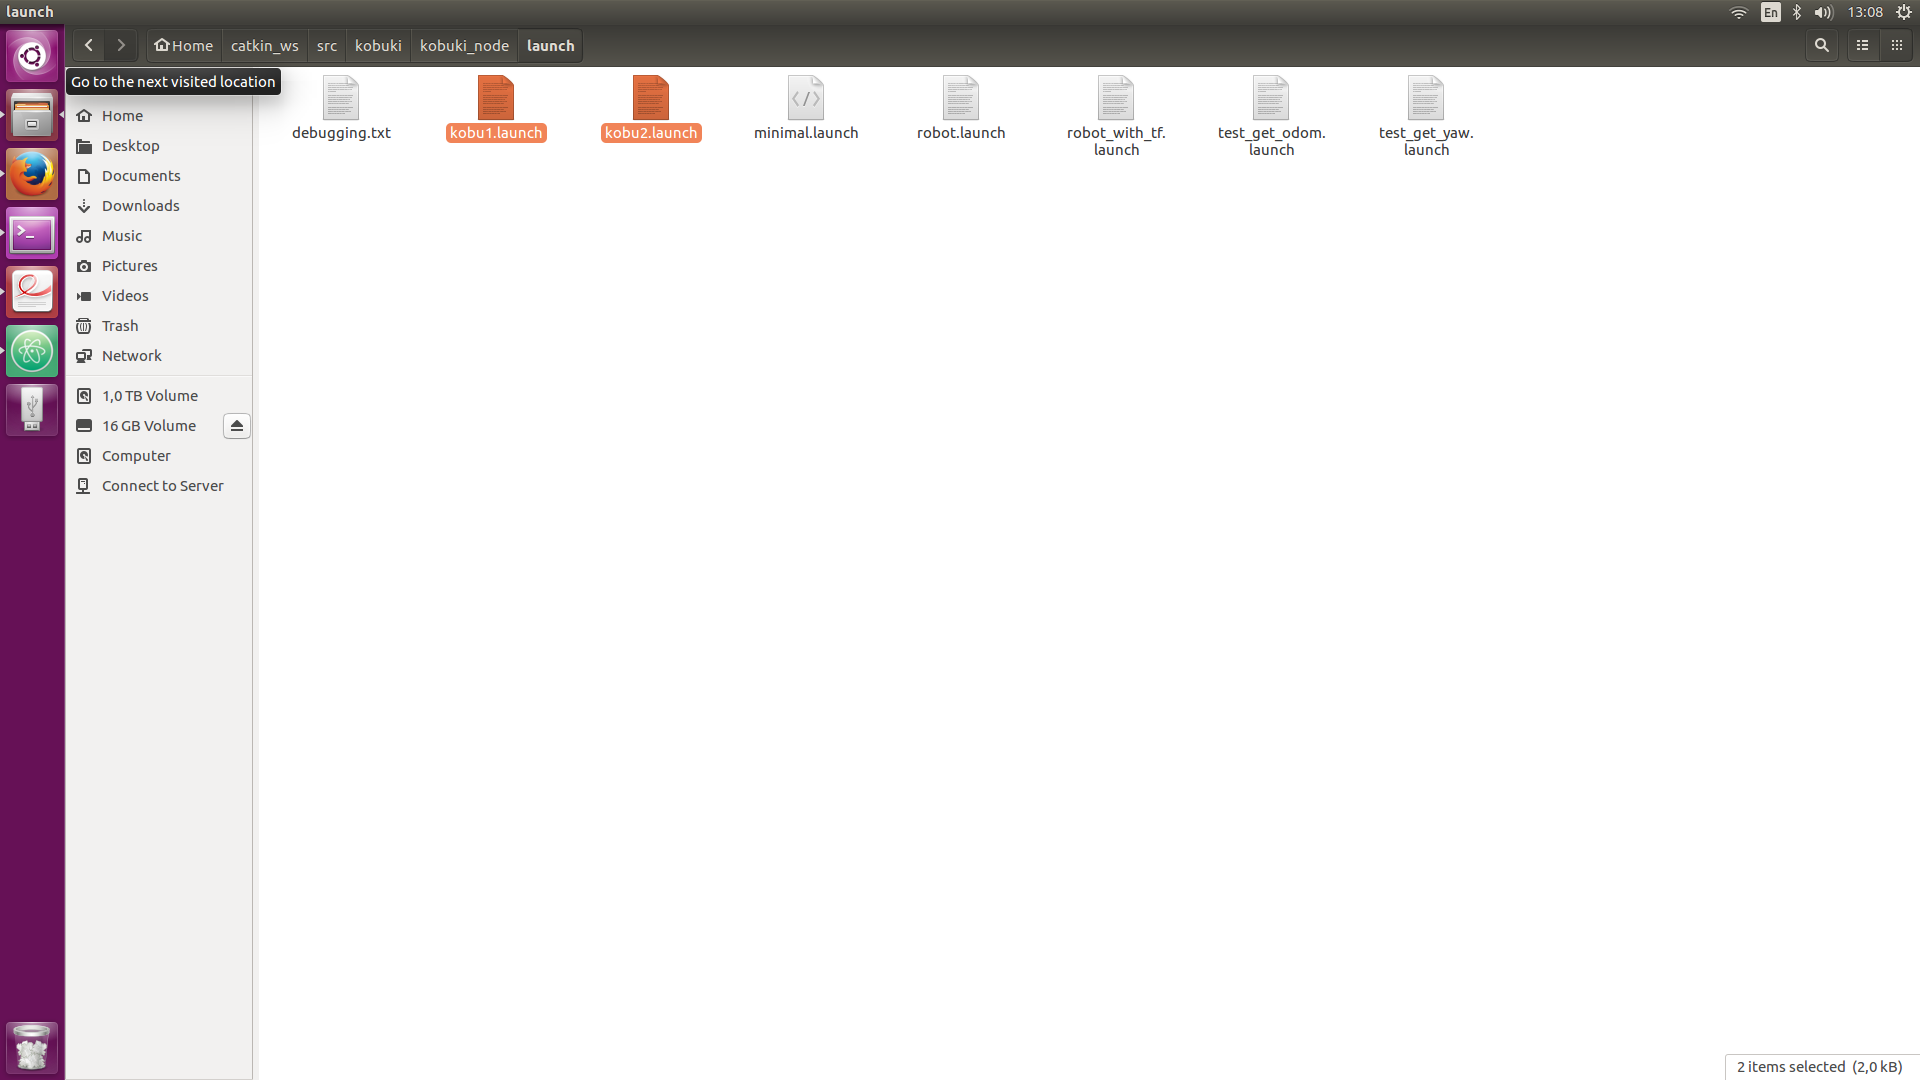 launch
En
13:08
Home
catkin_ws
src
kobuki
kobuki_node
launch
Go to the next visited location
Home
Desktop
Documents
Downloads
Music
Pictures
Videos
Trash
Network
1,0 TB Volume
16 GB Volume
Computer
Connect to Server
debugging.txt
kobu1.launch
kobu2.launch
minimal.launch
robot.launch
robot_with_tf.
launch
test_get_odom.
launch
test_get_yaw.
launch
2 items selected (2,0 kB)